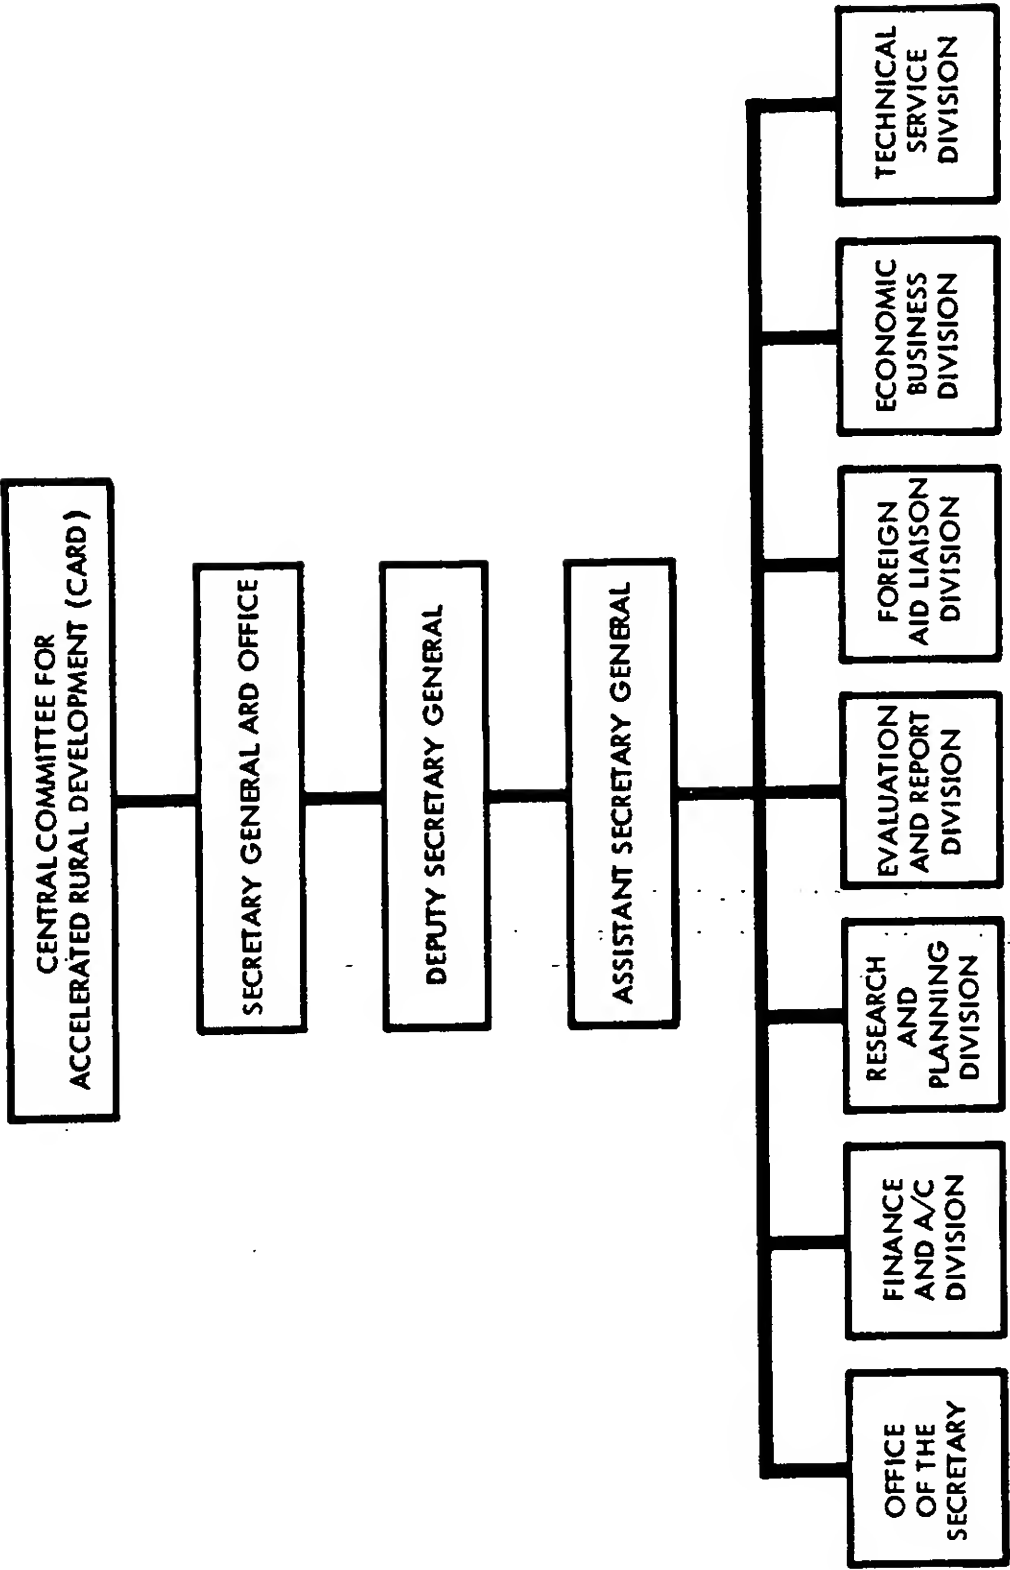 CENTRAL COMMITTEE FOR
ACCELERATED RURAL DEVELOPMENT (CARD)
SECRETARY GENERAL ARD OFFICE
DEPUTY SECRETARY GENERAL
ASSISTANT SECRETARY GENERAL
OFFICE
OF THE
SECRETARY
FINANCE
AND A/C
DIVISION
RESEARCH
AND
PLANNING
DIVISION
EVALUATION
AND REPORT
DIVISION
FOREIGN
AID LIAISON
DIVISION
ECONOMIC
BUSINESS
DIVISION
TECHNICAL
SERVICE
DIVISION